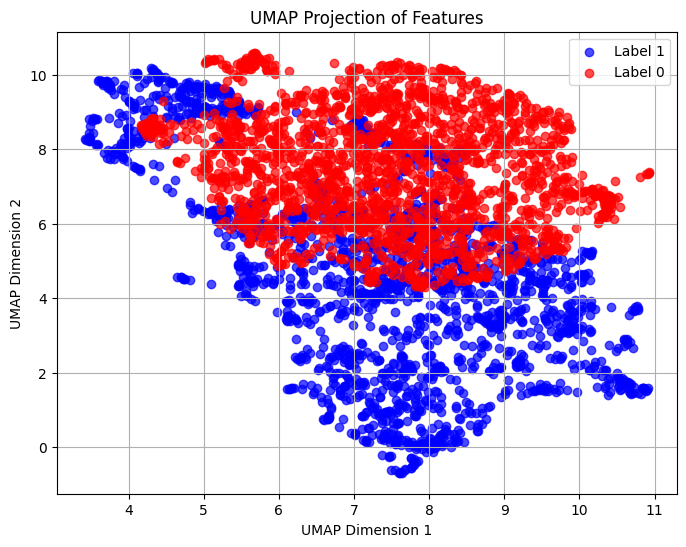 UMAP Projection of Features
Label 1
Label 0
UMAP Dimension 2
10
8
6
4
2
0
4 5 6 7 8 9 10 11
UMAP Dimension 1